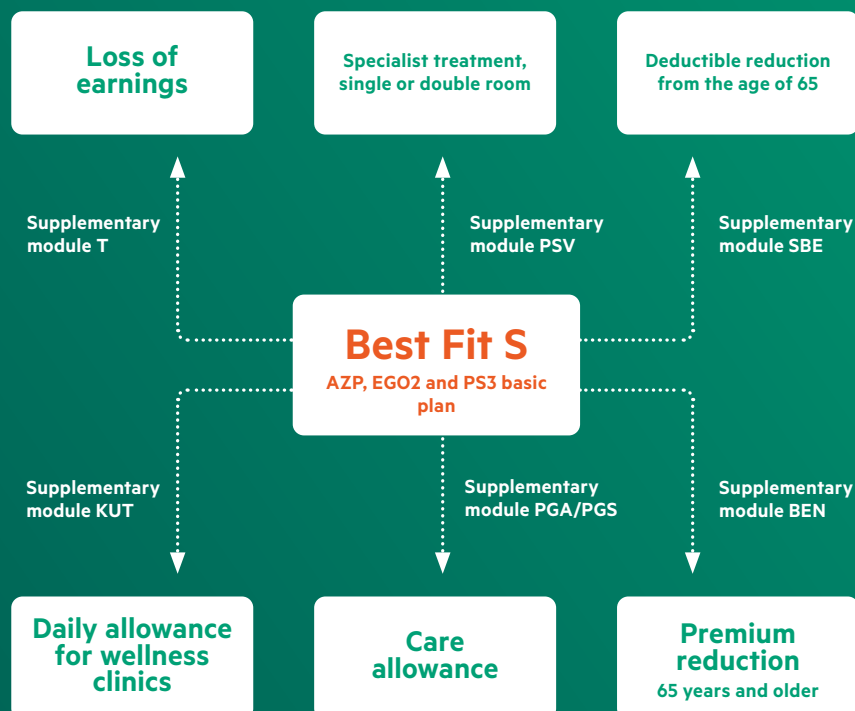 Loss of
earnings
Specialist treatment,
single or double room
Deductible reduction
from the age of 65
Supplementary
module T
Supplementary
module PSV
Supplementary
module SBE
Best Fit S
AZP, EGO2 and PS3 basic
plan
Supplementary
module KUT
Supplementary
module PGA/PGS
Supplementary
module BEN
Daily allowance
for wellness
clinics
Care
allowance
Premium
reduction
65 years and older